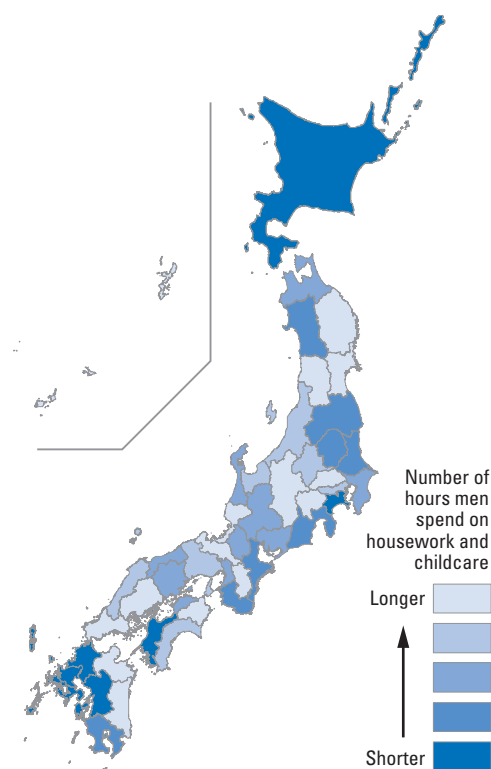 Number of
hours men
spend on
housework and
childcare
Longer
Shorter